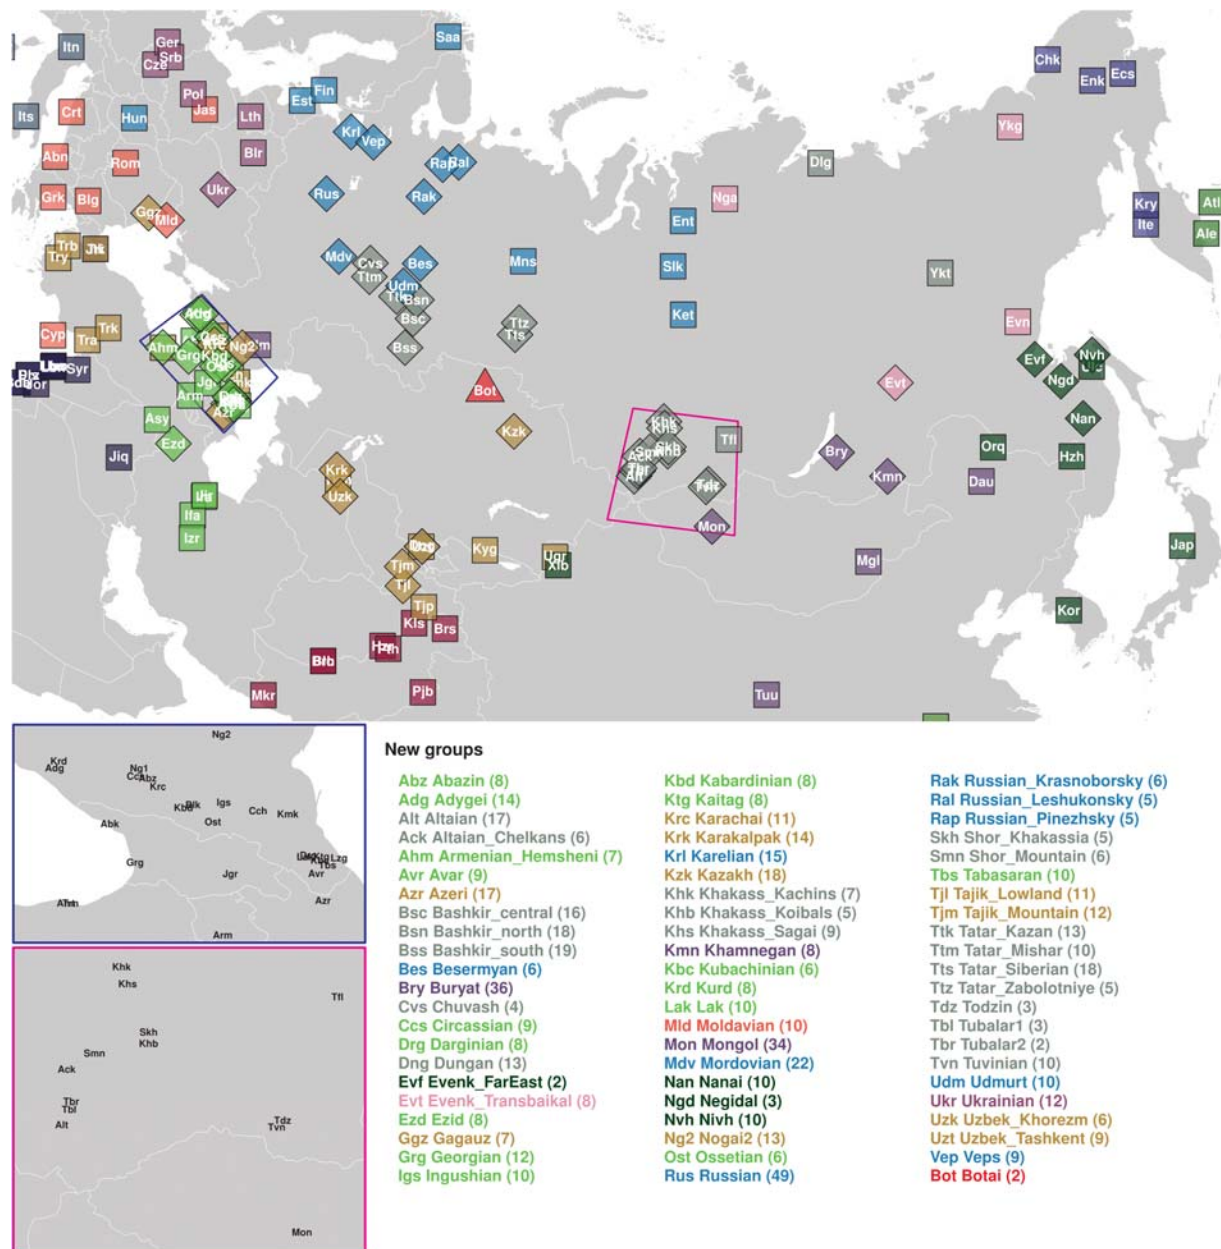 Itn
Ger
Srb
Cze
Saa
Chk
Enk
Ecs
Its
Crt
Hun
Pol
Jas
Lth
Est
Fin
Krl
Vep
Ykg
Abn
Rom
Blr
Rap
Ral
Dlg
Grk
Blg
Ukr
Rus
Rak
Nga
Kry
Atl
Ggz
Mld
Ent
Ite
Ale
Trb
Try
Mdv
Cvs
Bes
Mns
Slk
Ykt
Ttm
Udm
Ttk
Bsn
Ket
Evn
Cyp
Tra
Trk
Bsc
Ttz
Tts
Ahm
Grg
Kbd
Ng2
Bss
Evf
Nvh
Syr
Jor
Bot
Evt
Ngd
Arm
Asy
Azr
Kzk
Tfl
Nan
Ezd
Jiq
Krk
Uzk
Ack
Tbr
Alt
Bry
Orq
Hzh
Kmn
Dau
Ifa
Izr
Mon
Jap
Tjm
Kyg
Ugr
Xib
Mgl
Tjl
Tjp
Kls
Brs
Kor
Mkr
Pjb
Tuu
Ng2
Krd
Adg
Ng1
Ccs
Abz
Krc
Kbd
Blk
Igs
Cch
Kmk
Abk
Ost
Grg
Lzg
Tbs
Jgr
Avr
Azr
Arm
Khk
Khs
Tfl
Skh
Khb
Smn
Ack
Tbr
Tbl
Alt
Tdz
Tvn
Mon
New groups
Abz Abazin (8)
Adg Adygei (14)
Alt Altaian (17)
Ack Altaian_Chelkans (6)
Ahm Armenian_Hemsheni (7)
Avr Avar (9)
Azr Azeri (17)
Bsc Bashkir_central (16)
Bsn Bashkir_north (18)
Bss Bashkir_south (19)
Bes Besermyan (6)
Bry Buryat (36)
Cvs Chuvash (4)
Ccs Circassian (9)
Drg Darginian (8)
Dng Dungan (13)
Evf Evenk_FarEast (2)
Evt Evenk_Transbaikal (8)
Ezd Ezid (8)
Ggz Gagauz (7)
Grg Georgian (12)
Igs Ingushian (10)
Kbd Kabardinian (8)
Ktg Kaitag (8)
Krc Karachai (11)
Krk Karakalpak (14)
Krl Karelian (15)
Kzk Kazakh (18)
Khk Khakass_Kachins (7)
Khb Khakass_Koibals (5)
Khs Khakass_Sagai (9)
Kmn Khamnegan (8)
Kbc Kubachinian (6)
Krd Kurd (8)
Lak Lak (10)
Mld Moldavian (10)
Mon Mongol (34)
Mdv Mordovian (22)
Nan Nanai (10)
Ngd Negidal (3)
Nvh Nivh (10)
Ng2 Nogai2 (13)
Ost Ossetian (6)
Rus Russian (49)
Rak Russian_Krasnoborsky (6)
Ral Russian_Leshukonsky (5)
Rap Russian_Pinezhsky (5)
Skh Shor_Khakassia (5)
Smn Shor_Mountain (6)
Tbs Tabasaran (10)
Tjl Tajik_Lowland (11)
Tjm Tajik_Mountain (12)
Ttk Tatar_Kazan (13)
Ttm Tatar_Mishar (10)
Tts Tatar_Siberian (18)
Ttz Tatar_Zabolotniye (5)
Tdz Todzin (3)
Tbl Tubalar1 (3)
Tbr Tubalar2 (2)
Tvn Tuvinian (10)
Udm Udmurt (10)
Ukr Ukrainian (12)
Uzk Uzbek_Khorezm (6)
Uzt Uzbek_Tashkent (9)
Vep Veps (9)
Bot Botai (2)